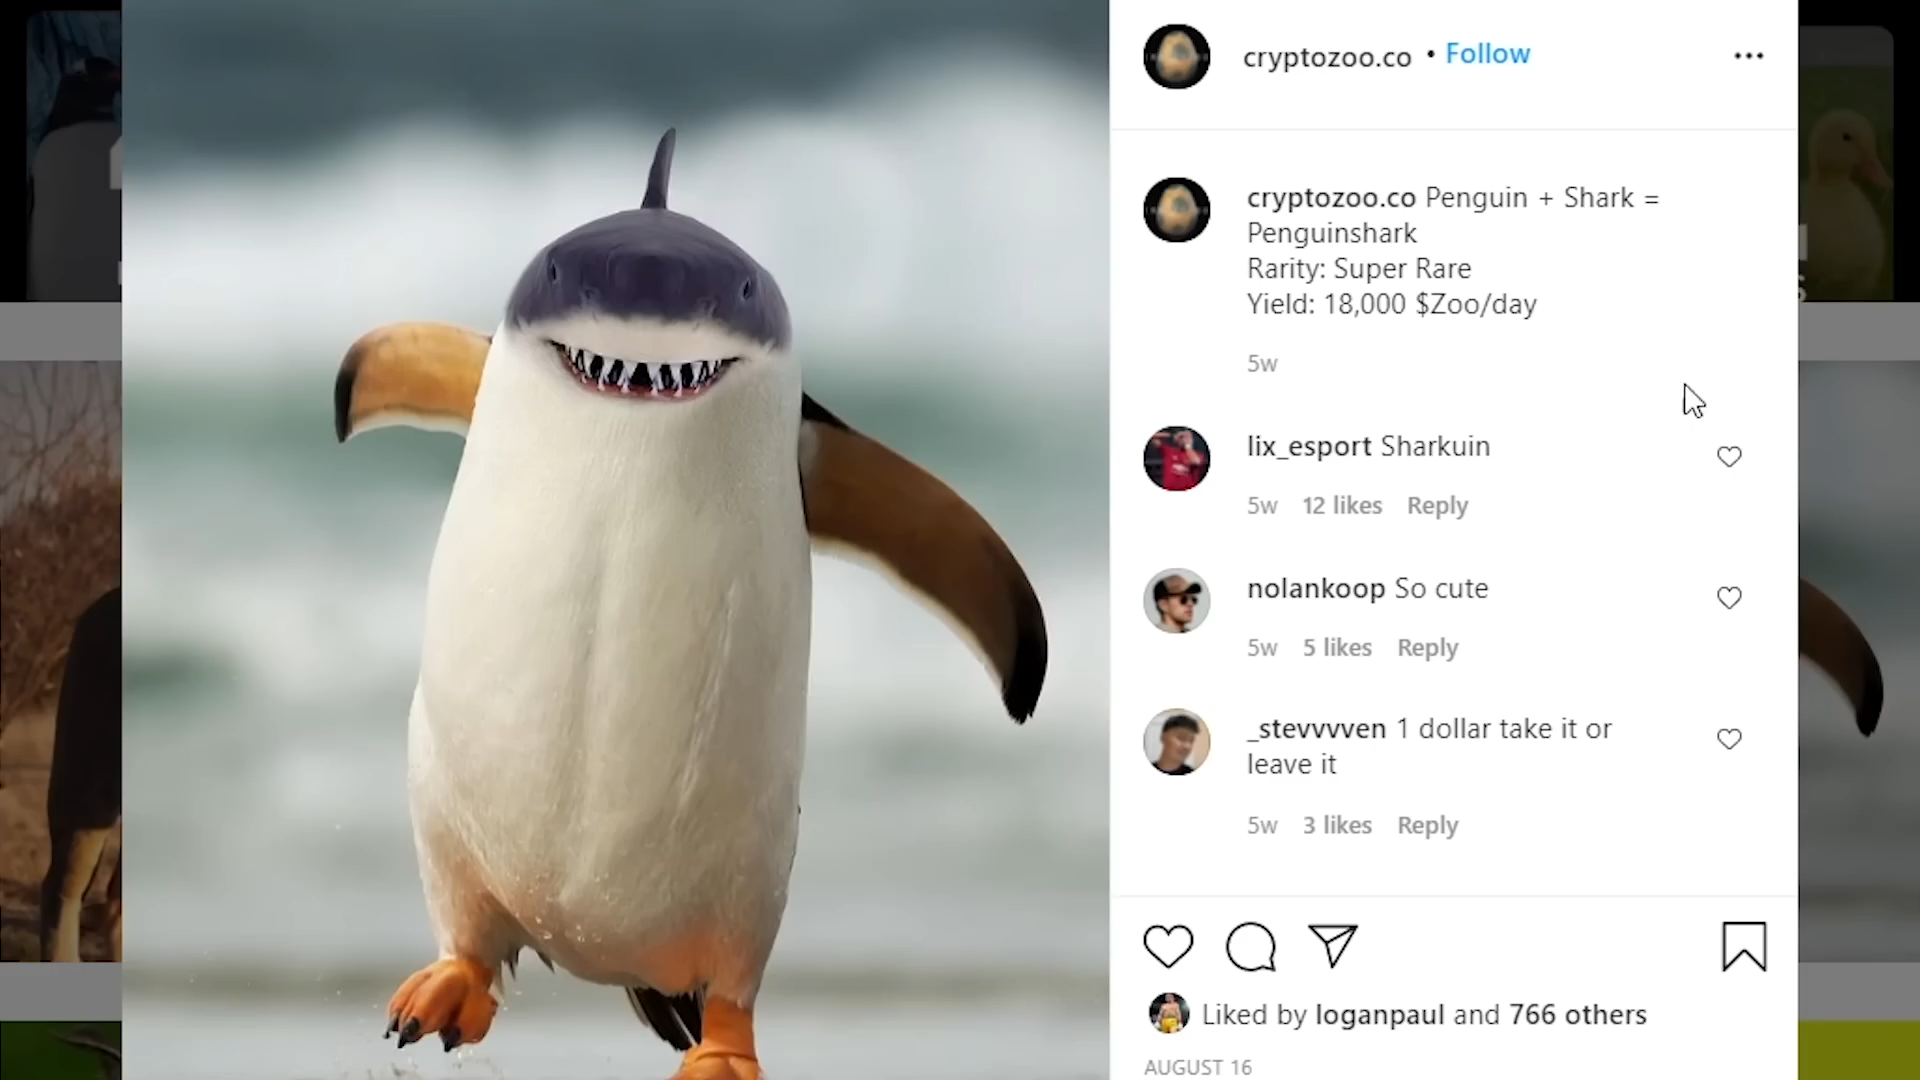 cryptozoo.co • Follow
cryptozoo.co Penguin + Shark =
Penguinshark
Rarity: Super Rare
Yield: 18,000 $Zoo/day
5w
lix_esport Sharkuin
5w 12 likes Reply
nolankoop So cute
5w 5 likes Reply
_stevvvven 1 dollar take it or
leave it
5w 3 likes Reply
Liked by loganpaul and 766 others
AUGUST 16